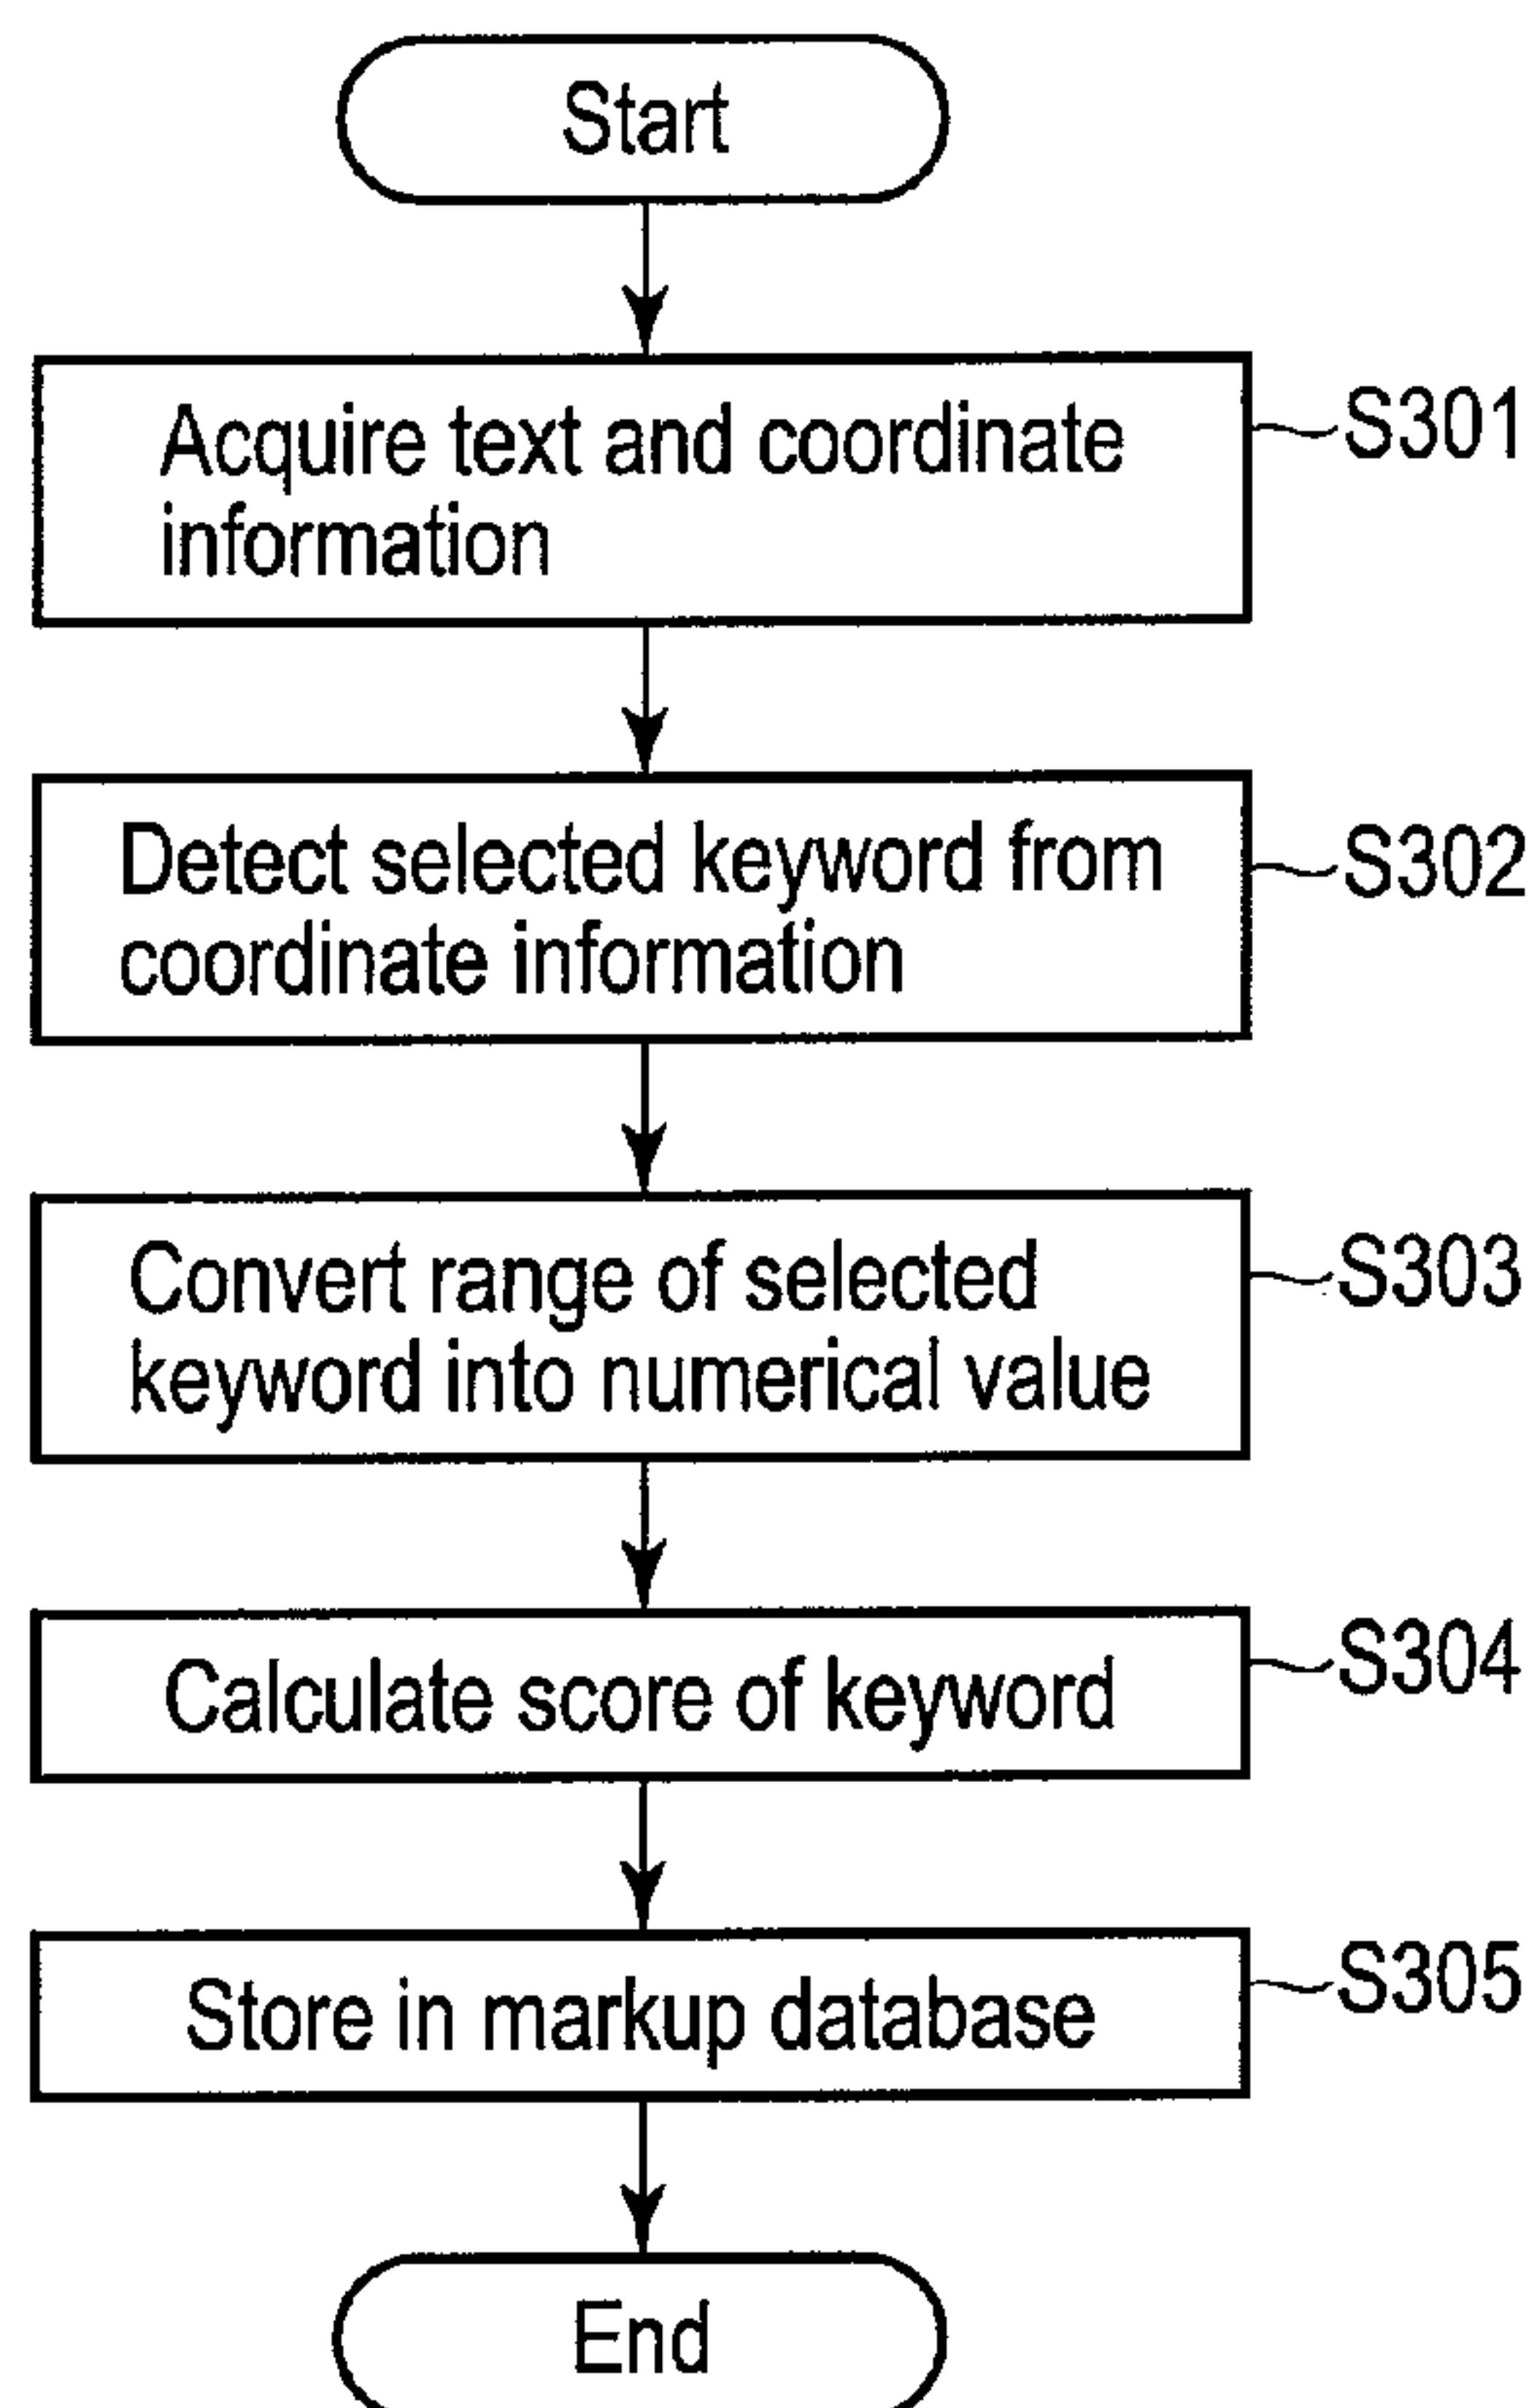 Start
Acquire text and coordinate
information
S301
Detect selected keyword from
coordinate information
S302
Convert range of selected
keyword into numerical value
S303
Calculate score of keyword
S304
Store in markup database
S305
End